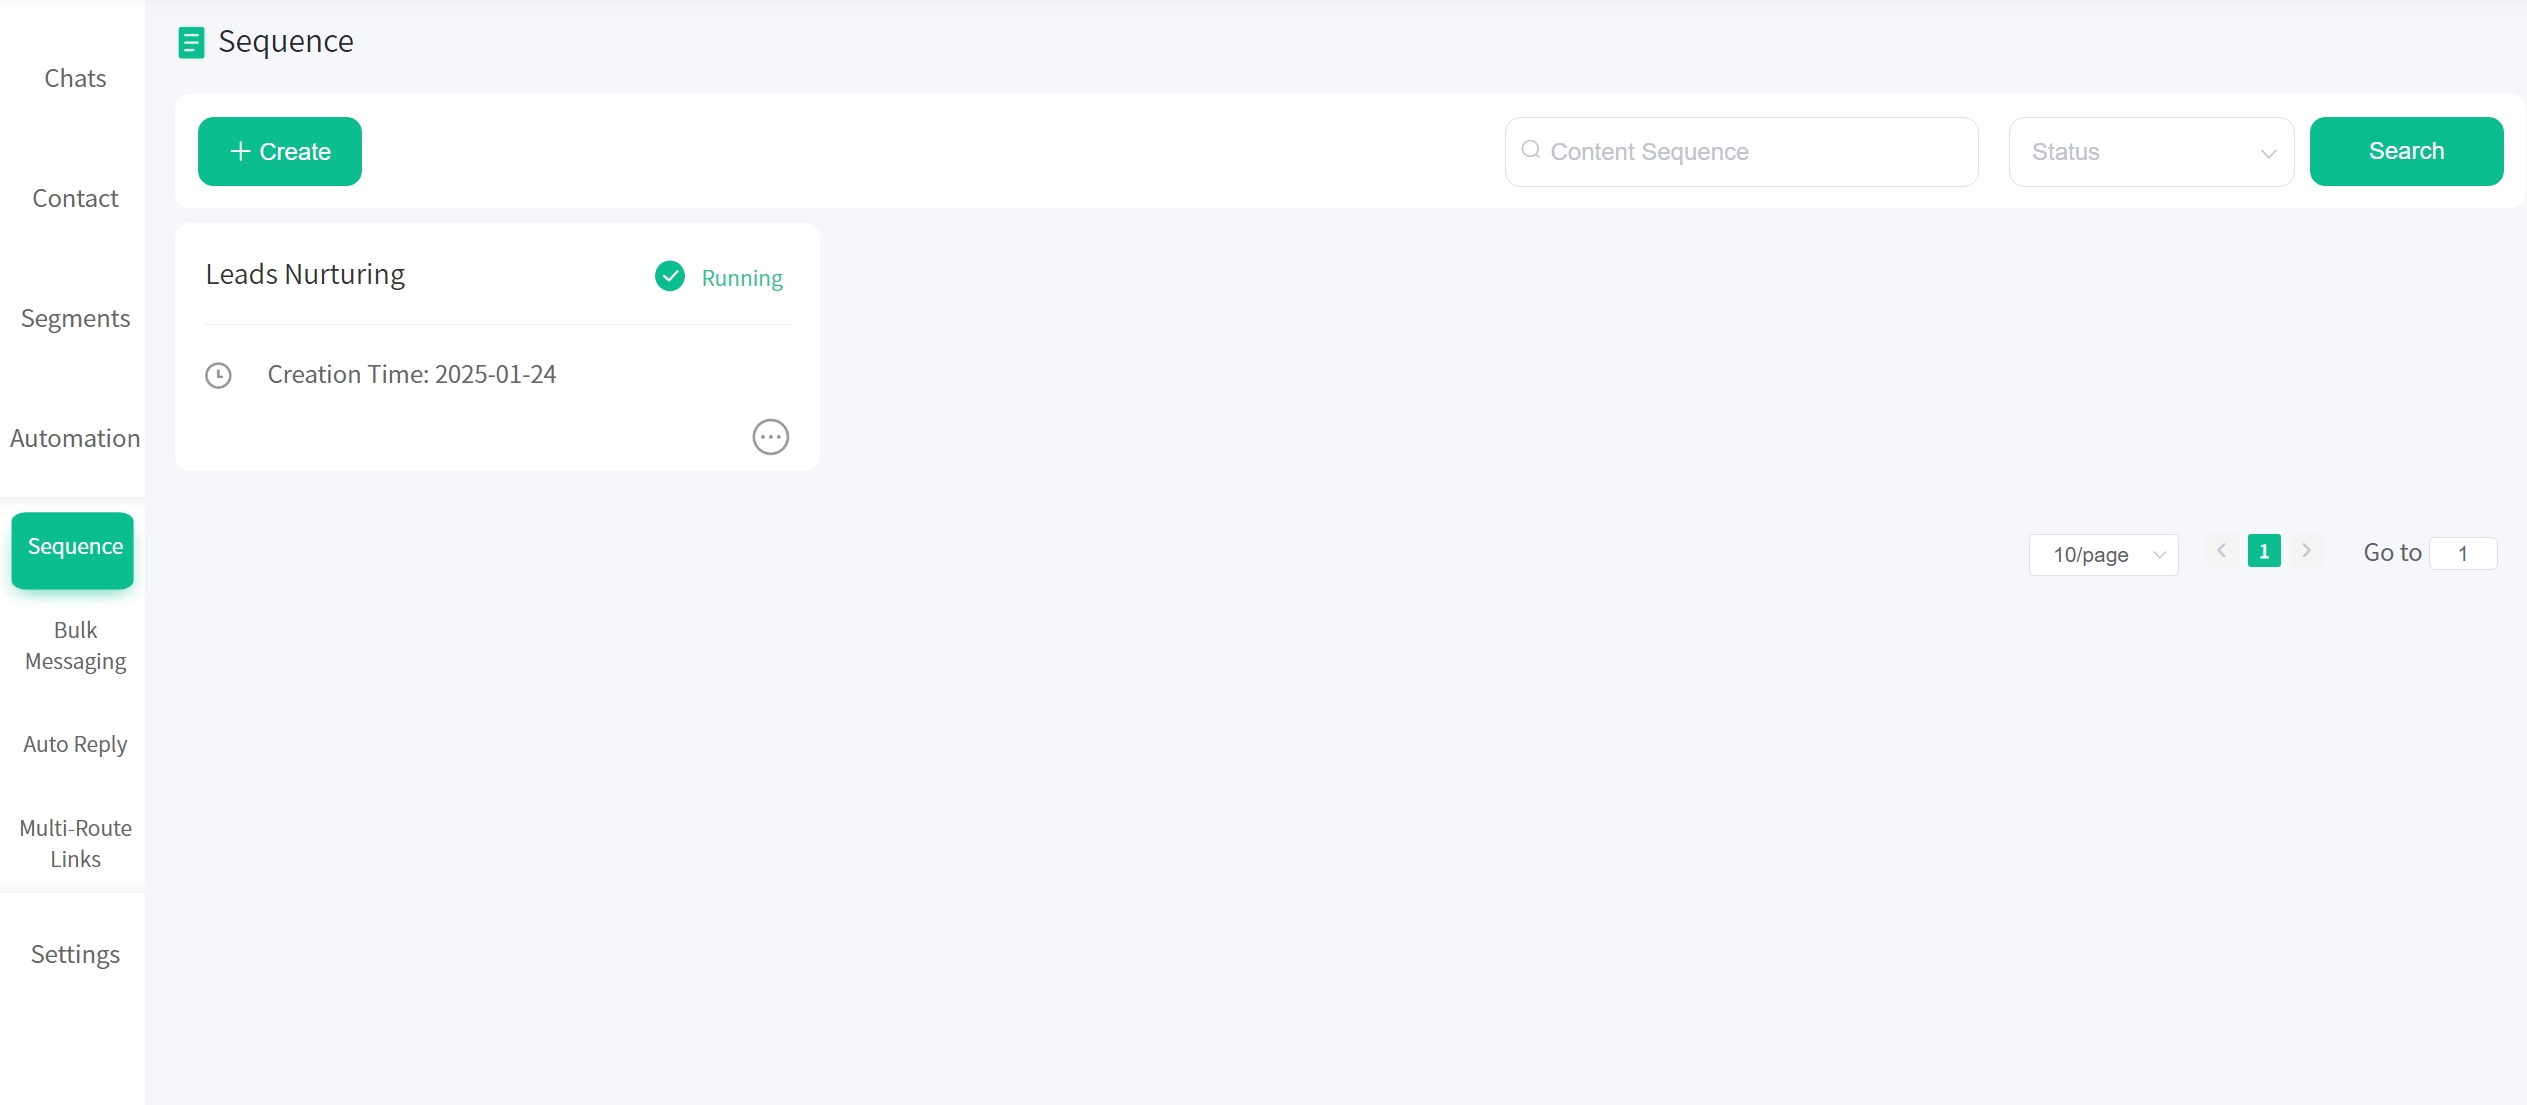 Sequence
Chats
Contact
Segments
Automation
Sequence
Bulk
Messaging
Auto Reply
Multi-Route
Links
Settings
+ Create
Content Sequence
Status
Search
Leads Nurturing
Running
Creation Time: 2025-01-24
10/page
1
Go to 1